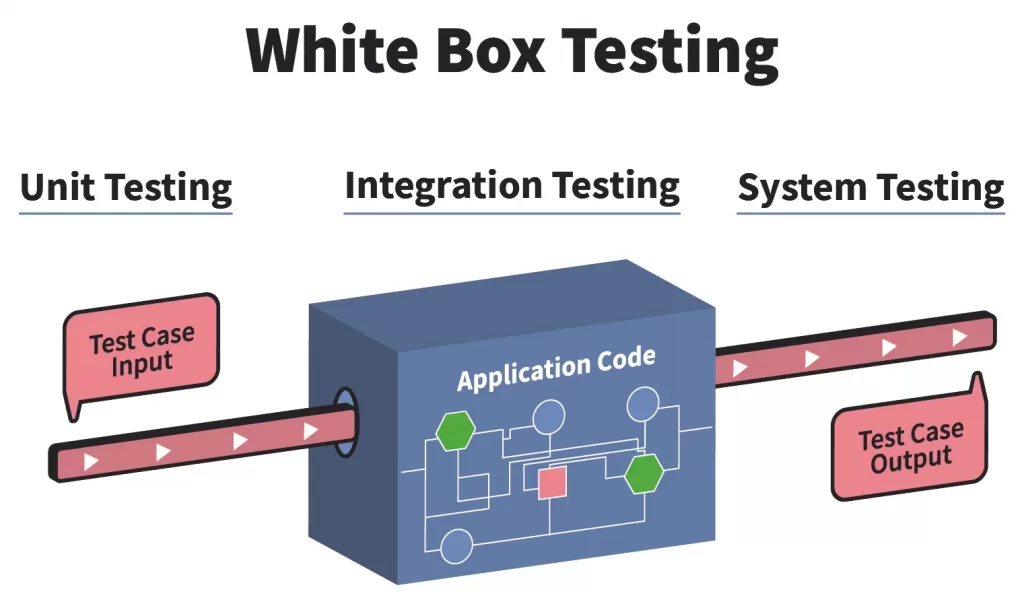 White Box Testing
Unit Testing
Integration Testing
System Testing
Test Case
Input
Application Code
Test Case
Output